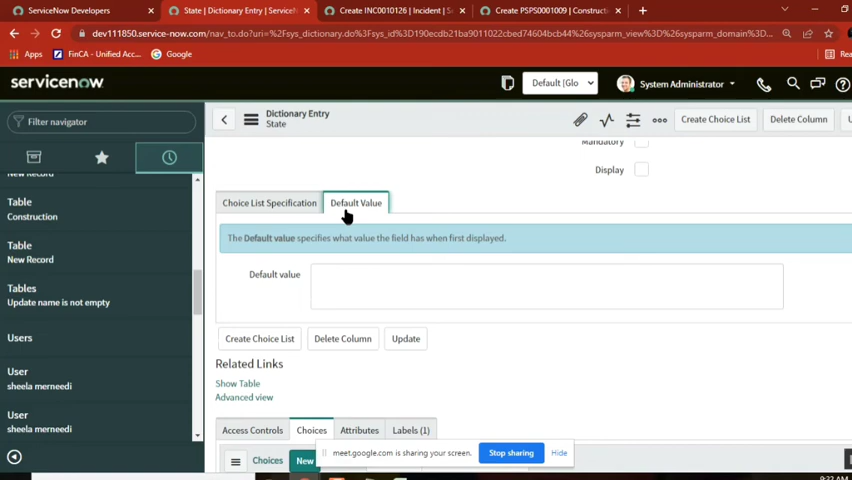 ServiceNow Developers
State | Dictionary Entry | ServiceN
Create INC0010126 | Incident | S
Create PSPS0001009 | Constructi
dev111850.service-now.com/nav_to.do?uri=%2Fsys_dictionary.do%3Fsys_id%3D190ecdb21ba9011022cbed74604bcb44%26sysparm_view%3D%26sysparm_domain%3D...
Apps
FinCA - Unified Acc...
Google
Rea
servicenow
Default |Glo
System Administrator
Filter navigator
Dictionary Entry
State
Create Choice List
Delete Column
U
New Record
Table
Construction
Table
New Record
Tables
Update name is not empty
Users
User
sheela merneedi
User
sheela merneedi
Mandatory
Display
Choice List Specification
Default Value
The Default value specifies what value the field has when first displayed.
Default value
Create Choice List
Delete Column
Update
Related Links
Show Table
Advanced view
Access Controls
Choices
Attributes
Labels (1)
Choices
New
meet.google.com is sharing your screen.
Stop sharing
Hide
9:32 AM